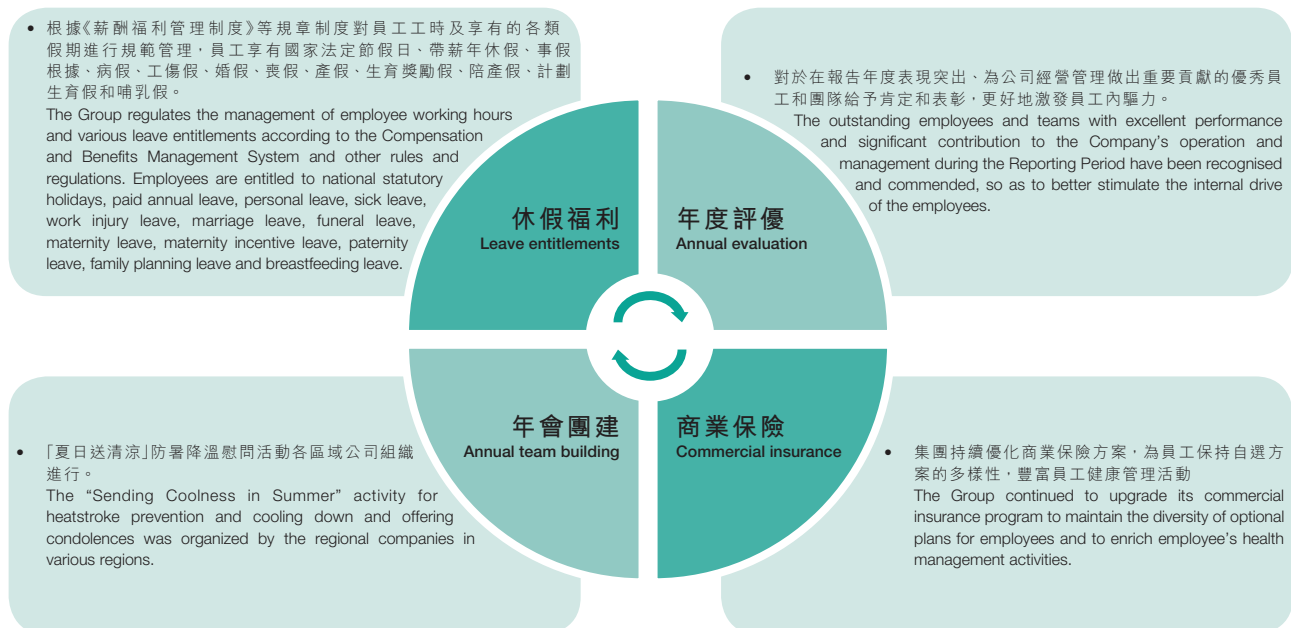 • 根據《薪酬福利管理制度》等規章制度對員工工時及享有的各類
假期進行規範管理，員工享有國家法定節假日、帶薪年休假、事假
根據、病假、工傷假、婚假、喪假、產假、生育獎勵假、陪產假、計劃
生育假和哺乳假。
The Group regulates the management of employee working hours
and various leave entitlements according to the Compensation
and Benefits Management System and other rules and
regulations. Employees are entitled to national statutory
holidays, paid annual leave, personal leave, sick leave,
work injury leave, marriage leave, funeral leave,
maternity leave, maternity incentive leave, paternity
leave, family planning leave and breastfeeding leave.
休假福利
Leave entitlements
• 對於在報告年度表現突出、為公司經營管理做出重要貢獻的優秀員
工和團隊給予肯定和表彰，更好地激發員工內驅力。
The outstanding employees and teams with excellent performance
and significant contribution to the Company's operation and
management during the Reporting Period have been recognised
and commended, so as to better stimulate the internal drive
of the employees.
年度評優
Annual evaluation
年會團建
Annual team building
• 「夏日送清涼」防暑降溫慰問活動各區域公司組織
進行。
The “Sending Coolness in Summer” activity for
heatstroke prevention and cooling down and offering
condolences was organized by the regional companies in
various regions.
商業保險
Commercial insurance
• 集團持續優化商業保險方案，為員工保持自選方
案的多樣性，豐富員工健康管理活動
The Group continued to upgrade its commercial
insurance program to maintain the diversity of optional
plans for employees and to enrich employee's health
management activities.